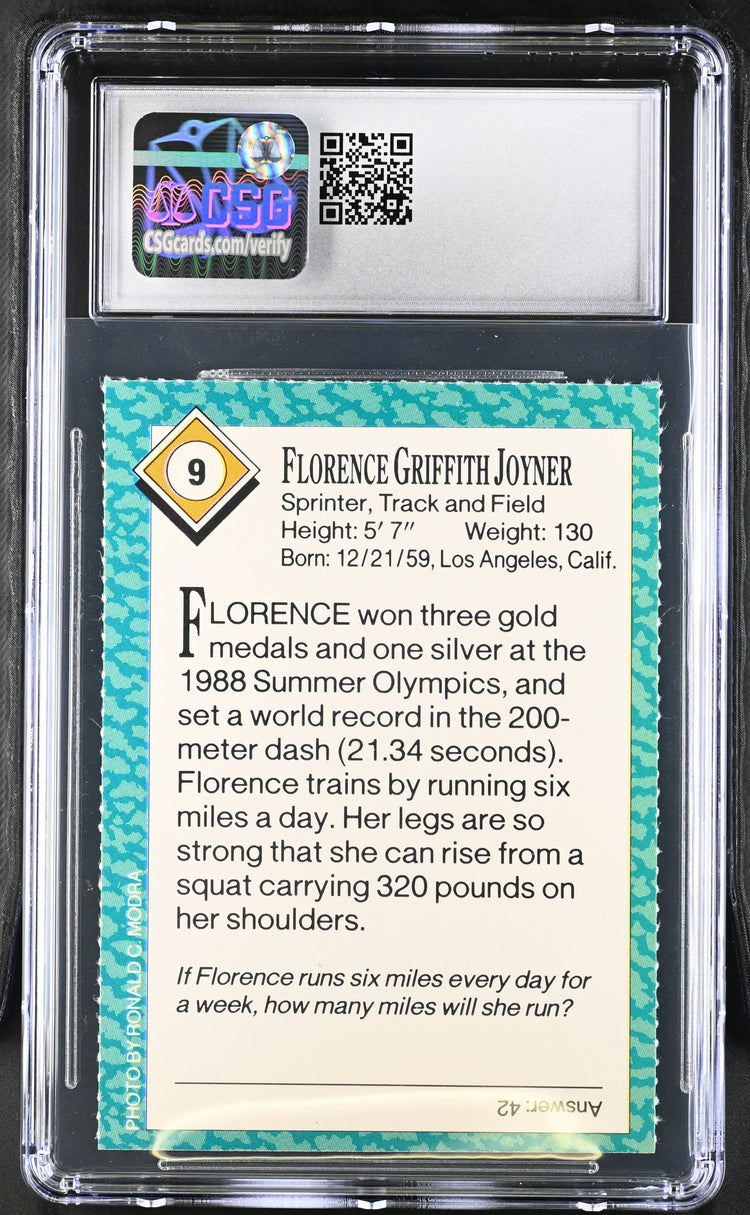 CSG
CSGcards.com/verify
9
FLORENCE GRIFFITH JOYNER
Sprinter, Track and Field
Height: 5′ 7″ Weight: 130
Born: 12/21/59, Los Angeles, Calif.
FLORENCE won three gold
medals and one silver at the
1988 Summer Olympics, and
set a world record in the 200-
meter dash (21.34 seconds).
Florence trains by running six
miles a day. Her legs are so
strong that she can rise from a
squat carrying 320 pounds on
her shoulders.
If Florence runs six miles every day for
a week, how many miles will she run?
Answer: 42
PHOTO BY RONALD C. MODRA